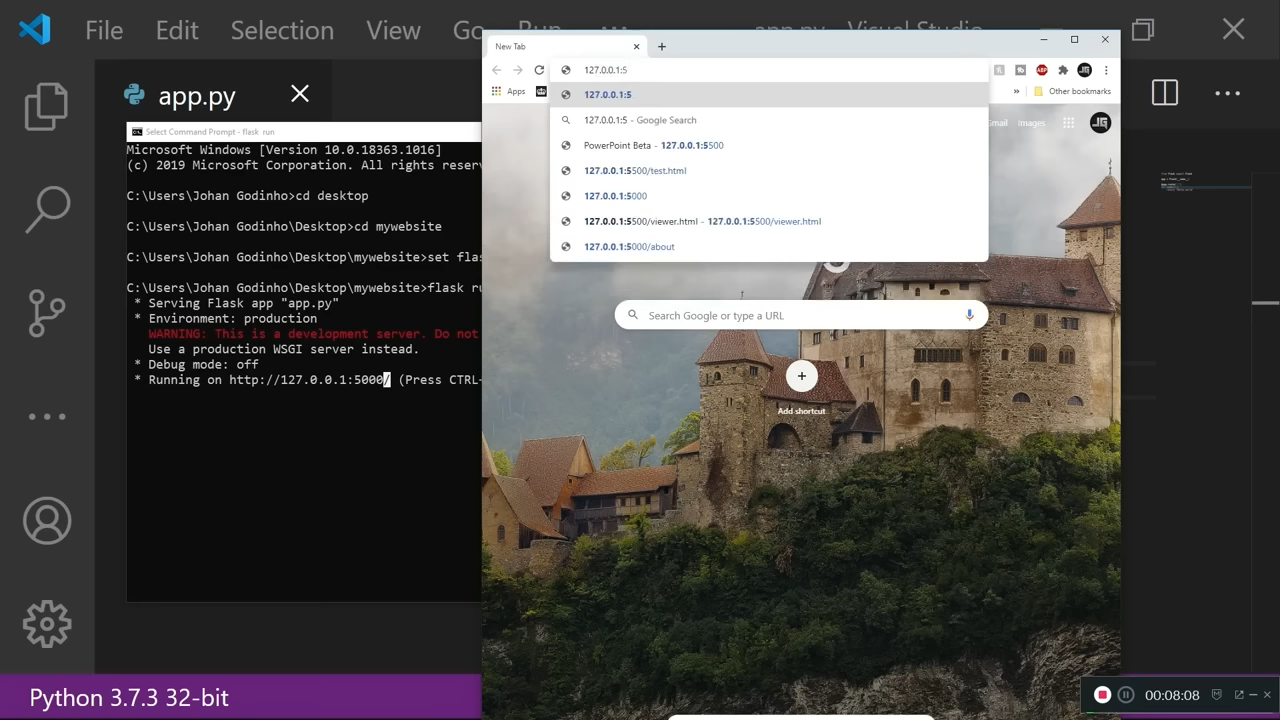 File Edit Selection View Go Run ... app.py Visual Studio
app.py
Select Command Prompt - flask run
Microsoft Windows [Version 10.0.18363.1016]
(c) 2019 Microsoft Corporation. All rights reserv
C:\Users\Johan Godinho>cd desktop
C:\Users\Johan Godinho\Desktop>cd mywebsite
C:\Users\Johan Godinho\Desktop\mywebsite>set flas
C:\Users\Johan Godinho\Desktop\mywebsite>flask ru
* Serving Flask app "app.py"
* Environment: production
WARNING: This is a development server. Do not
Use a production WSGI server instead.
* Debug mode: off
* Running on http://127.0.0.1:5000/ (Press CTRL-
New Tab
127.0.0.1:5
Apps
» Other bookmarks
127.0.0.1:5
127.0.0.1:5 - Google Search
PowerPoint Beta - 127.0.0.1:5500
127.0.0.1:5500/test.html
127.0.0.1:5000
127.0.0.1:5500/viewer.html - 127.0.0.1:5500/viewer.html
127.0.0.1:5000/about
Gmail Images
JG
Search Google or type a URL
Add shortcut
Python 3.7.3 32-bit
00:08:08